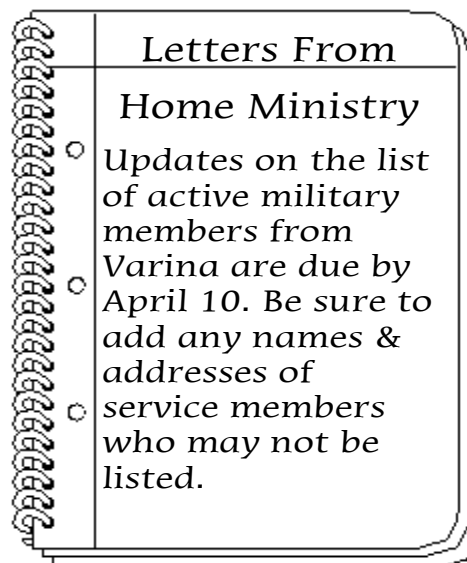 Letters From
Home Ministry
Updates on the list
of active military
members from
Varina are due by
April 10. Be sure to
add any names &
addresses of
service members
who may not be
listed.